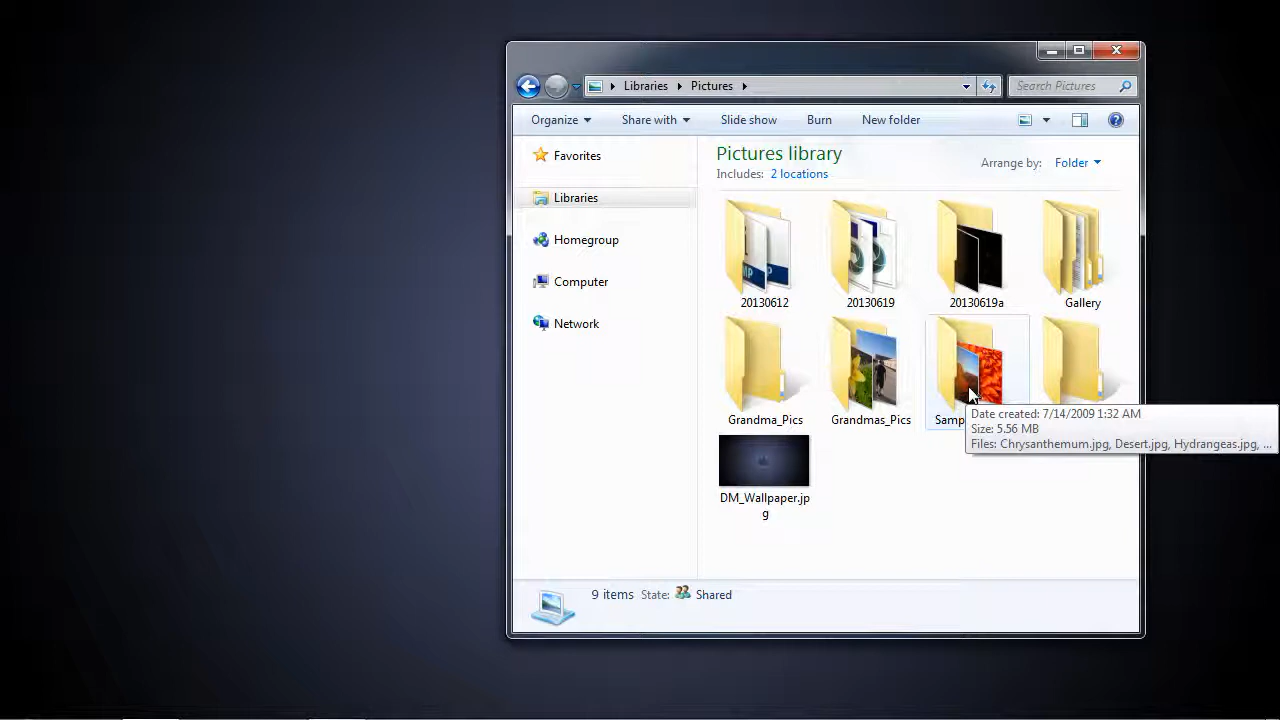 Libraries
Pictures
Search Pictures
Organize
Share with
Slide show
Burn
New folder
Favorites
Libraries
Homegroup
Computer
Network
Pictures library
Includes: 2 locations
Arrange by: Folder
20130612
20130619
20130619a
Gallery
Grandma_Pics
Grandmas_Pics
Samp
Date created: 7/14/2009 1:32 AM
Size: 5.56 MB
Files: Chrysanthemum.jpg, Desert.jpg, Hydrangeas.jpg, ...
DM_Wallpaper.jp
g
9 items State: Shared